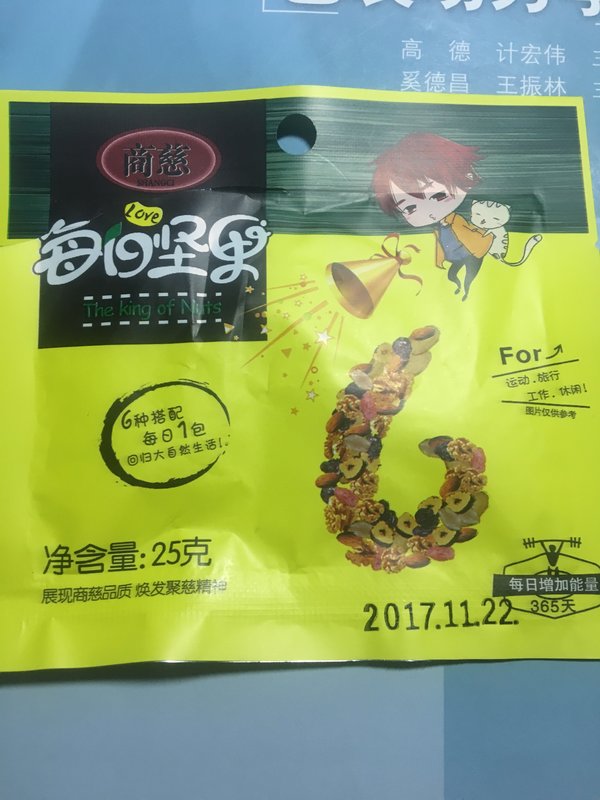 高 德 计宏伟
奚德昌 王振林
商慈
SHANGCI
Love
每日坚果
The king of Nuts
For
运动.旅行
工作.休闲!
图片仅供参考
6种搭配
每日1包
回归大自然生活!
净含量:25克
展现商慈品质 焕发聚慈精神
每日增加能量
365天
2017.11.22.